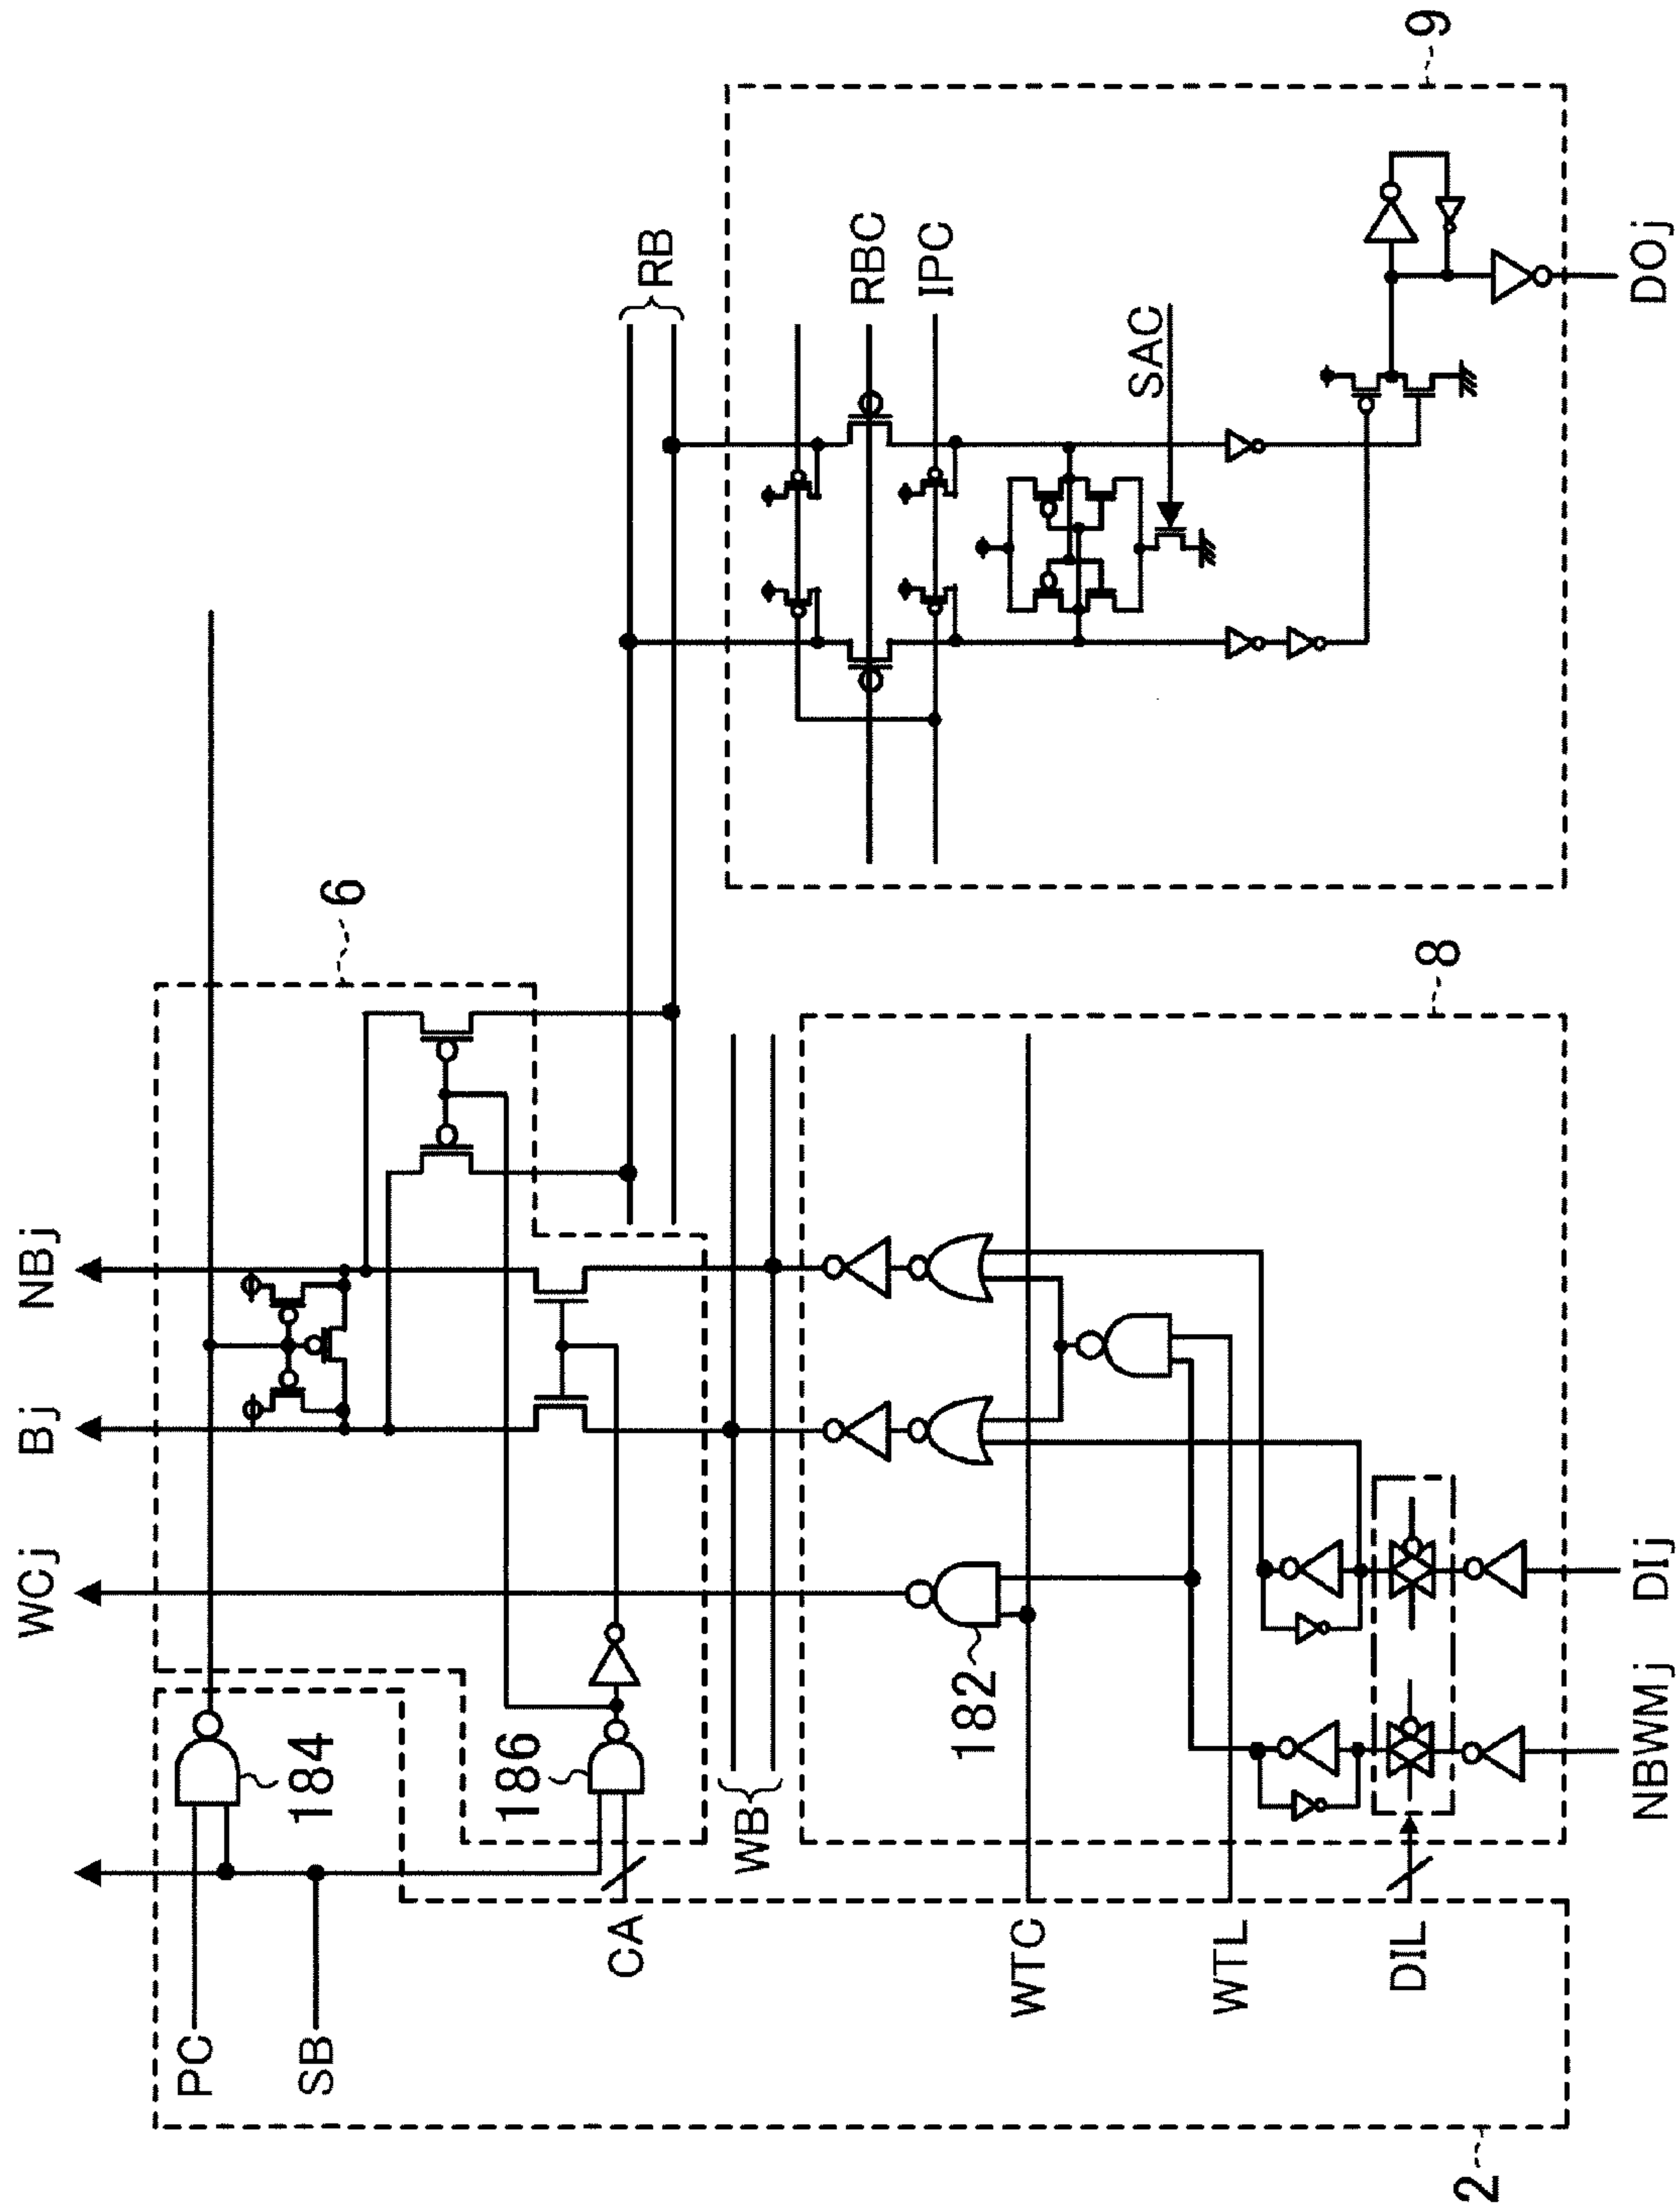 PC
SB
CA
WTC
WTL
DIL
2
184
186
182
WB
WCj
Bj
NBj
NBWMj
DIj
6
8
RB
RBC
IPC
SAC
DOj
9